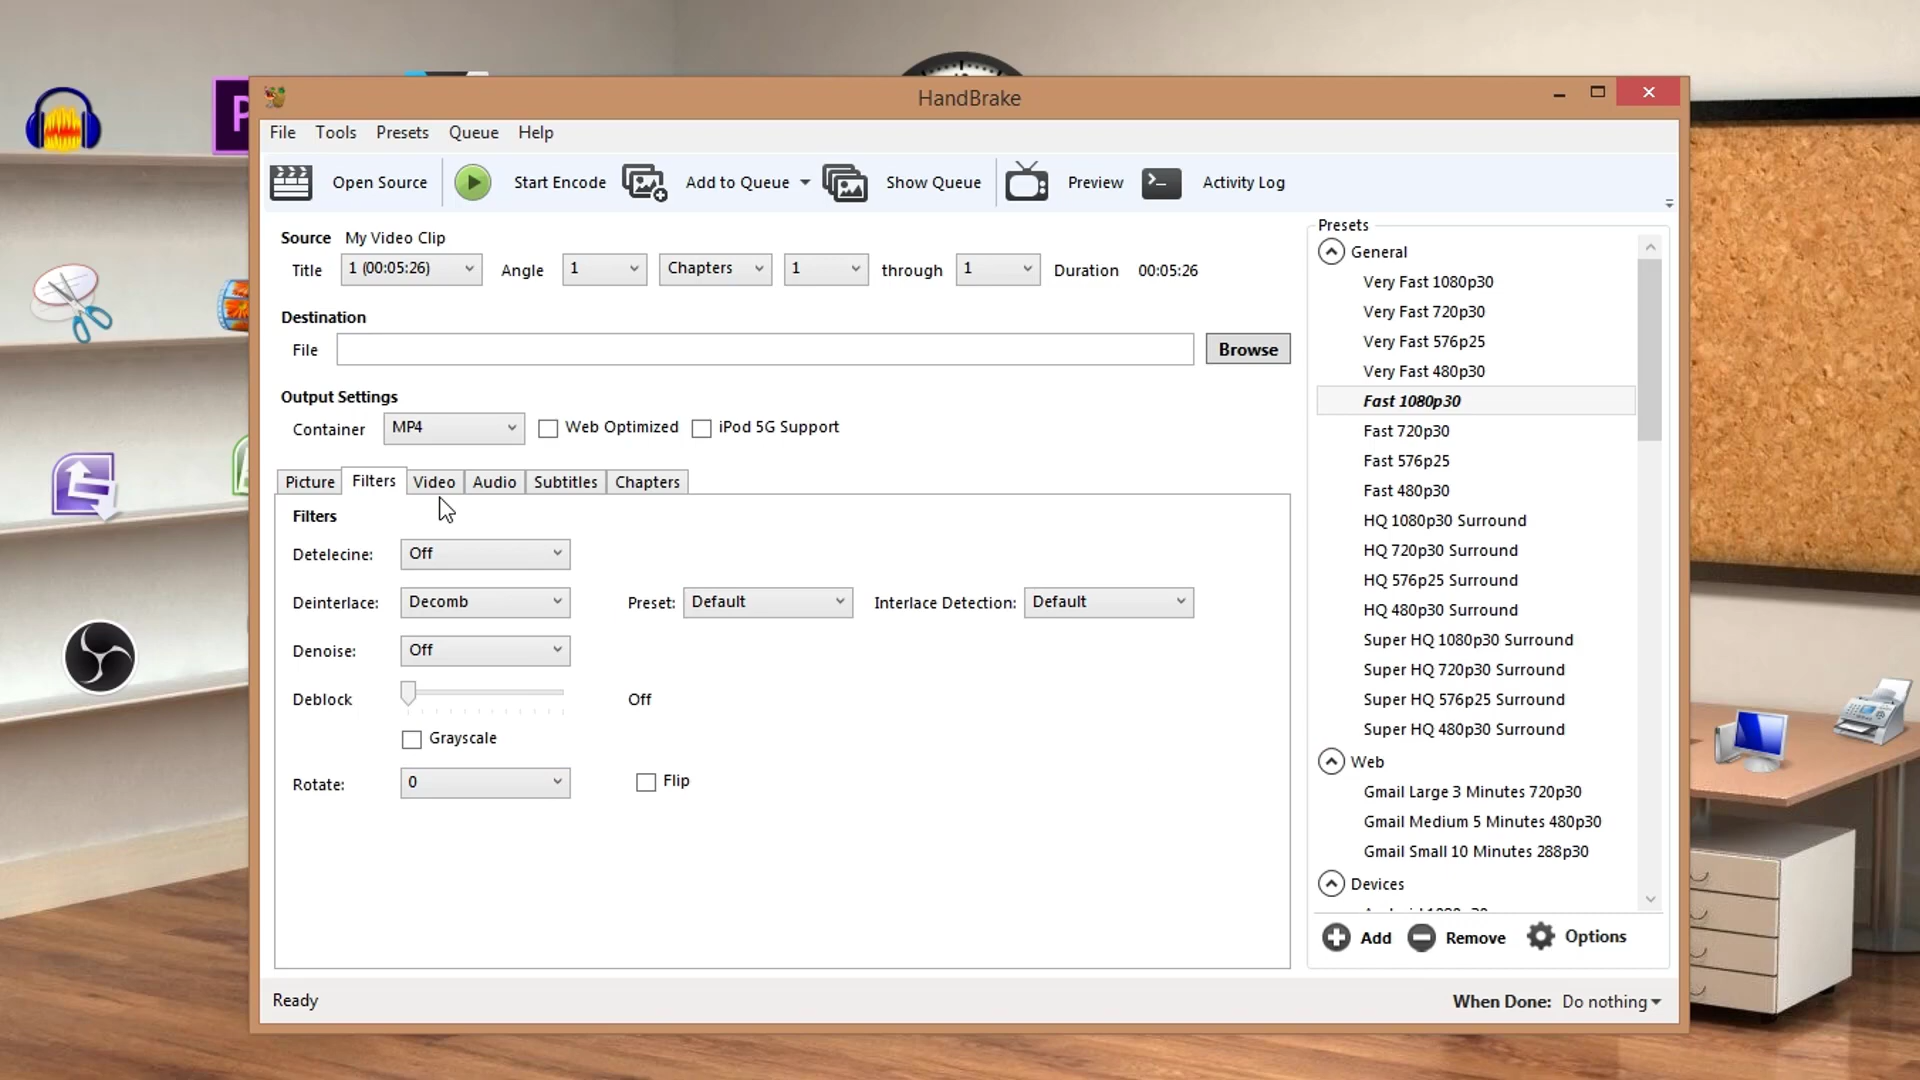 HandBrake
File Tools Presets Queue Help
Open Source Start Encode Add to Queue Show Queue Preview Activity Log
Source My Video Clip
Title 1 (00:05:26) Angle 1 Chapters 1 through 1 Duration 00:05:26
Destination
File Browse
Output Settings
Container MP4 Web Optimized iPod 5G Support
Picture Filters Video Audio Subtitles Chapters
Filters
Detelecine: Off
Deinterlace: Decomb Preset: Default Interlace Detection: Default
Denoise: Off
Deblock Off
Grayscale
Rotate: 0 Flip
Presets
General
Very Fast 1080p30
Very Fast 720p30
Very Fast 576p25
Very Fast 480p30
Fast 1080p30
Fast 720p30
Fast 576p25
Fast 480p30
HQ 1080p30 Surround
HQ 720p30 Surround
HQ 576p25 Surround
HQ 480p30 Surround
Super HQ 1080p30 Surround
Super HQ 720p30 Surround
Super HQ 576p25 Surround
Super HQ 480p30 Surround
Web
Gmail Large 3 Minutes 720p30
Gmail Medium 5 Minutes 480p30
Gmail Small 10 Minutes 288p30
Devices
Add Remove Options
Ready When Done: Do nothing